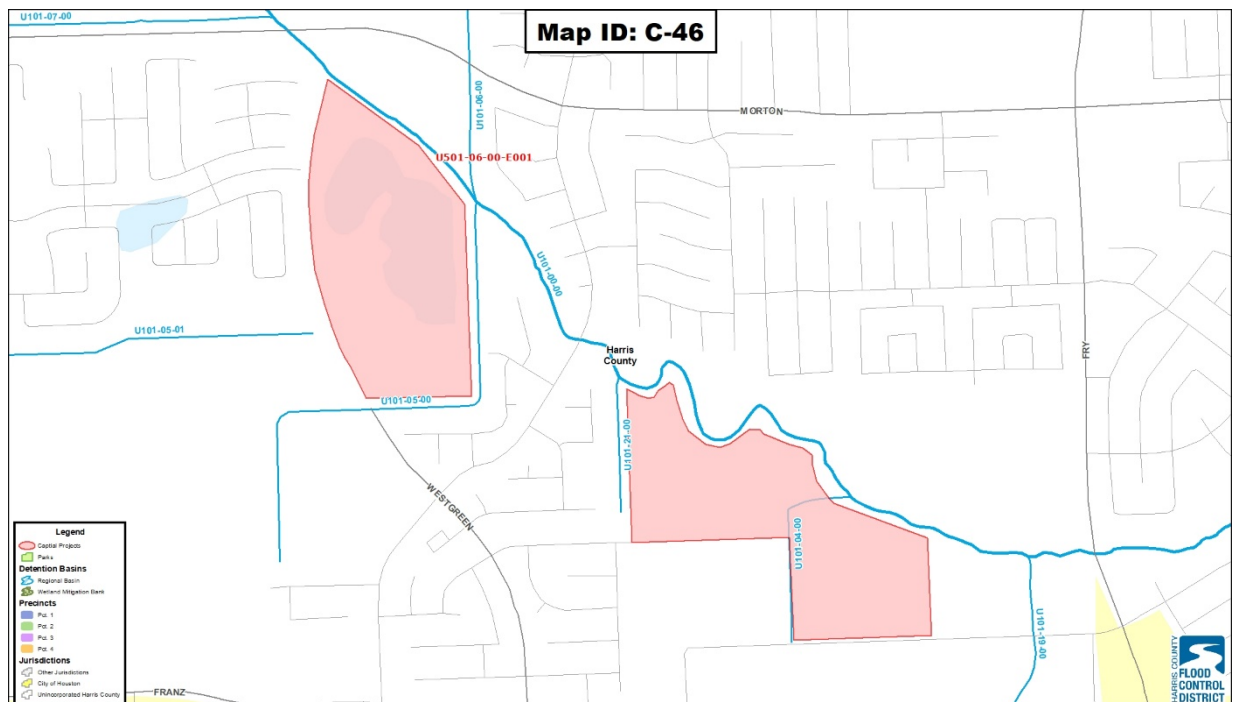 U101-07-00
Map ID: C-46
U101-06-00
MORTON
U501-06-00-E001
U101-00-00
U101-05-01
Harris
County
FRY
U101-05-00
U101-21-00
WESTGREEN
U101-04-00
U101-19-00
FRANZ
Legend
Captial Projects
Parks
Detention Basins
Regional Basin
Wetland Mitigation Bank
Precincts
Pct. 1
Pct. 2
Pct. 3
Pct. 4
Jurisdictions
Other Jurisdictions
City of Houston
Unincorporated Harris County
HARRIS COUNTY
FLOOD
CONTROL
DISTRICT